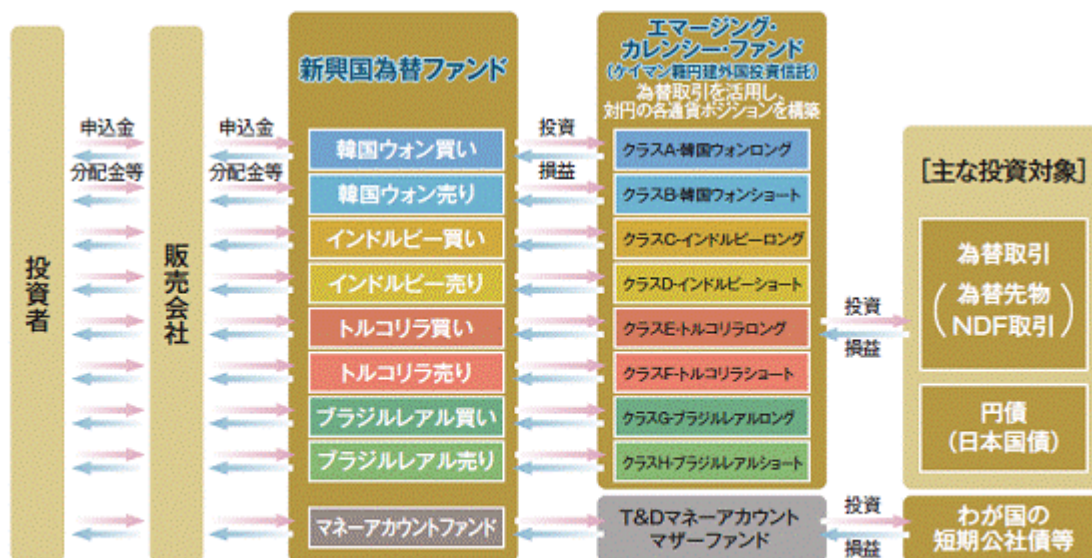 投資者
申込金
分配金等
販売会社
申込金
分配金等
新興国為替ファンド
韓国ウォン買い
韓国ウォン売り
インドルピー買い
インドルピー売り
トルコリラ買い
トルコリラ売り
ブラジルレアル買い
ブラジルレアル売り
マネーアカウントファンド
投資
損益
エマージング・
カレンシー・ファンド
(ケイマン籍円建外国投資信託)
為替取引を活用し、
対円の各通貨ポジションを構築
クラスA-韓国ウォンロング
クラスB-韓国ウォンショート
クラスC-インドルピーロング
クラスD-インドルピーショート
クラスE-トルコリラロング
クラスF-トルコリラショート
クラスG-ブラジルレアルロング
クラスH-ブラジルレアルショート
T&Dマネーアカウント
マザーファンド
投資
損益
投資
損益
[主な投資対象]
為替取引
(為替先物
NDF取引)
円債
(日本国債)
わが国の
短期公社債等